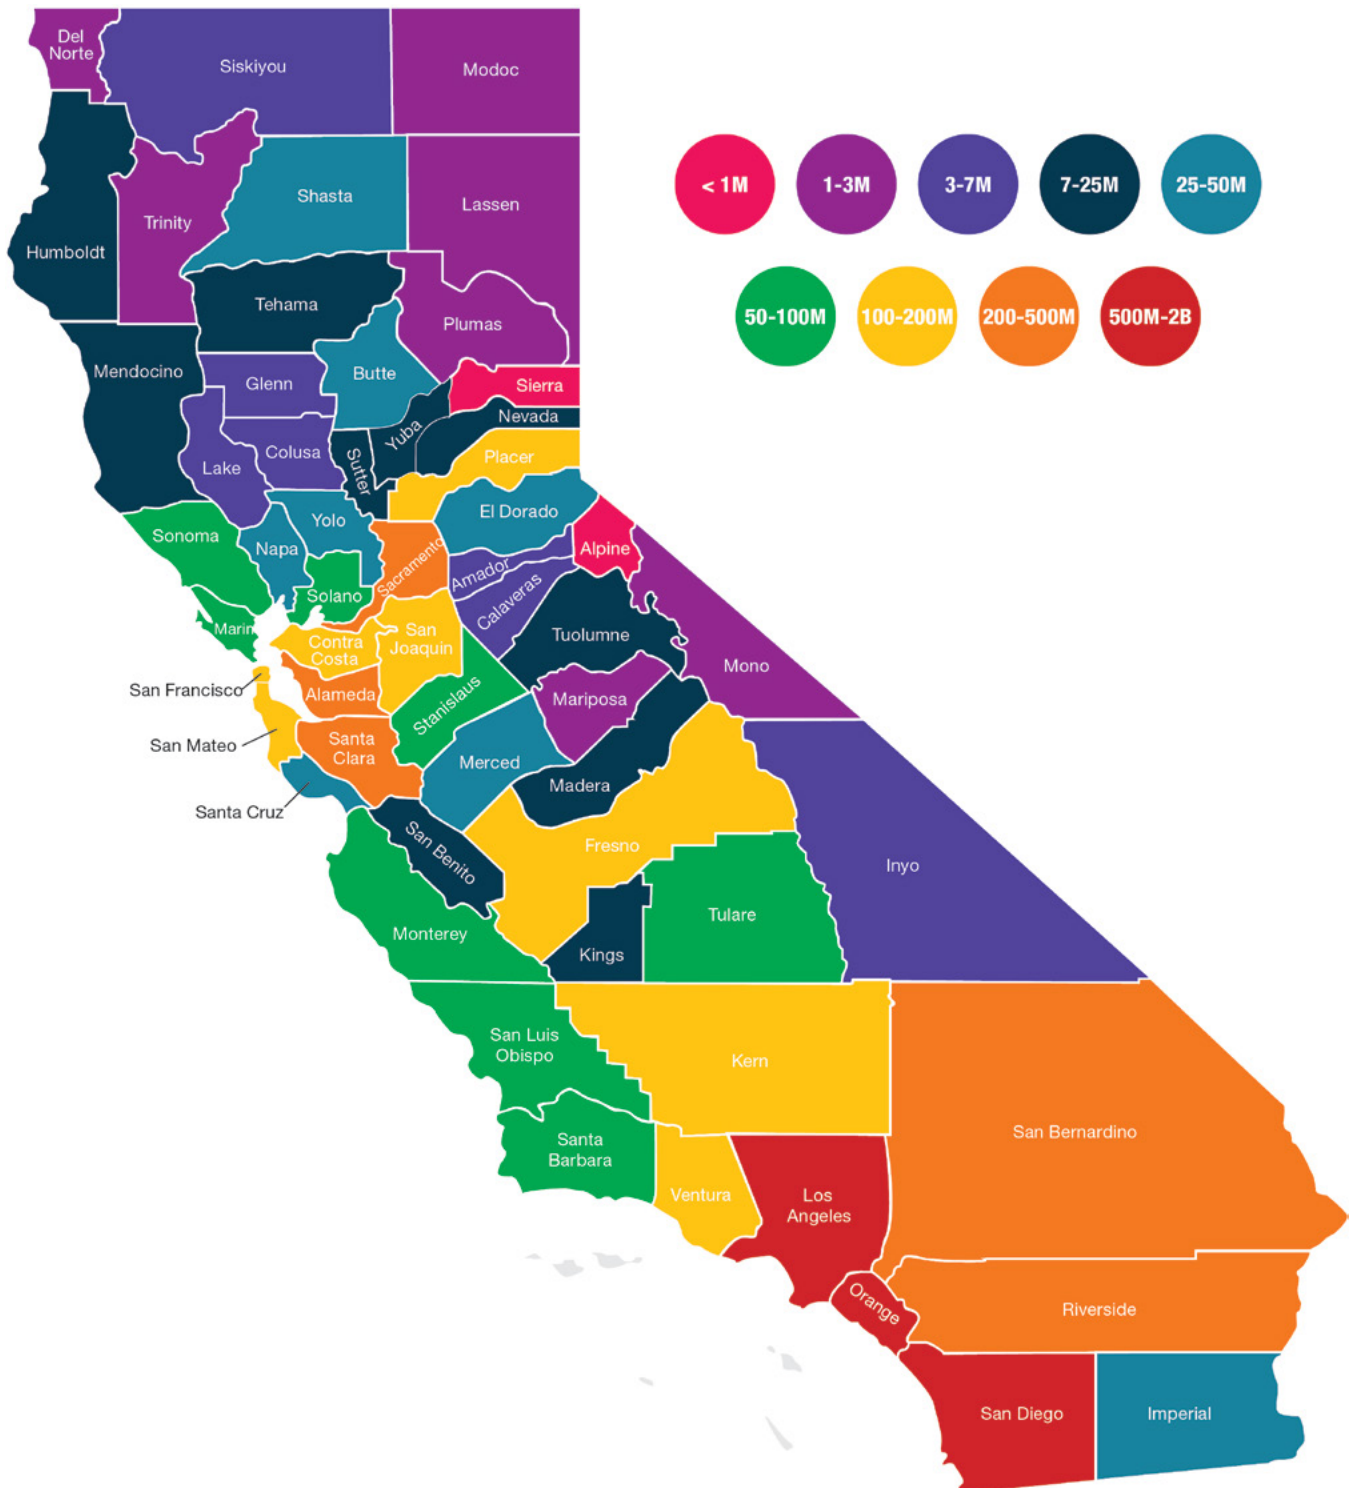 Del
Norte
Siskiyou
Modoc
< 1M
1-3M
3-7M
7-25M
25-50M
Shasta
Lassen
Trinity
Humboldt
Tehama
50-100M
100-200M
200-500M
500M-2B
Plumas
Mendocino
Glenn
Butte
Sierra
Nevada
Yuba
Colusa
Placer
Lake
Sutter
El Dorado
Yolo
Sonoma
Napa
Alpine
Sacramento
Amador
Calaveras
Solano
Marin
San
Joaquin
Contra
Costa
Tuolumne
Mono
San Francisco
Alameda
Stanislaus
Mariposa
San Mateo
Santa
Clara
Merced
Madera
Santa Cruz
San Benito
Fresno
Inyo
Tulare
Monterey
Kings
San Luis
Obispo
Kern
San Bernardino
Santa
Barbara
Ventura
Los
Angeles
Orange
Riverside
San Diego
Imperial